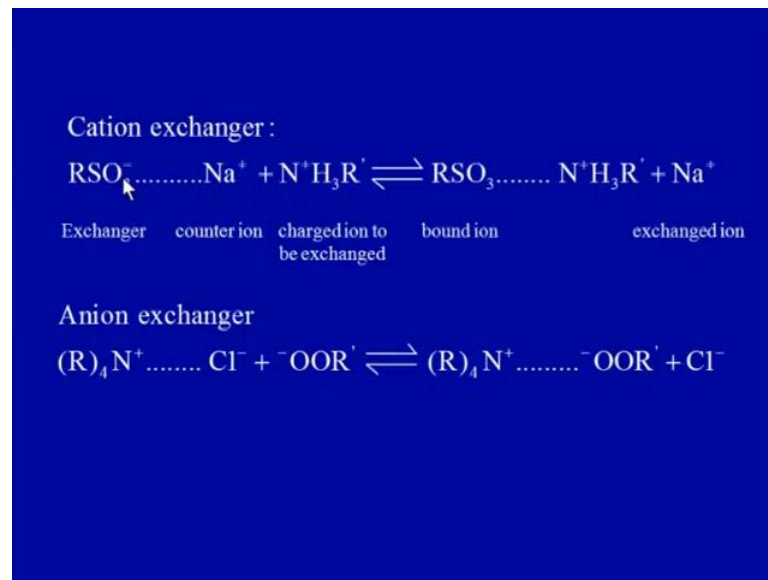 Cation exchanger :
RSO₃⁻..........Na⁺ + N⁺H₃R' ⇌ RSO₃........ N⁺H₃R' + Na⁺
Exchanger counter ion charged ion to be exchanged bound ion exchanged ion
Anion exchanger
(R)₄N⁺........ Cl⁻ + ⁻OOR' ⇌ (R)₄N⁺.........⁻OOR' + Cl⁻